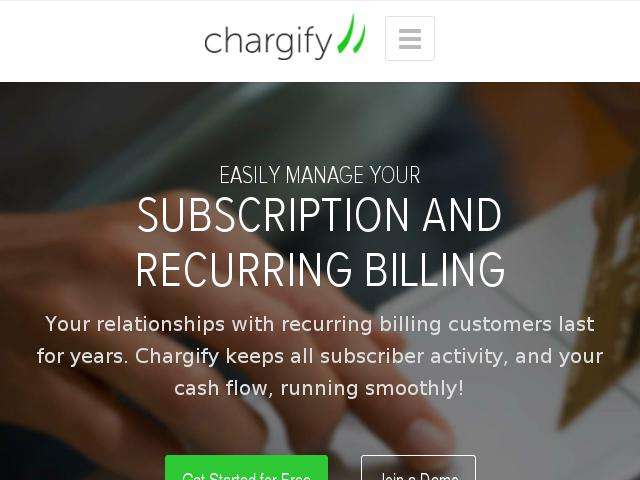 chargify
EASILY MANAGE YOUR
SUBSCRIPTION AND
RECURRING BILLING
Your relationships with recurring billing customers last
for years. Chargify keeps all subscriber activity, and your
cash flow, running smoothly!
Get Started for Free
Join a Demo